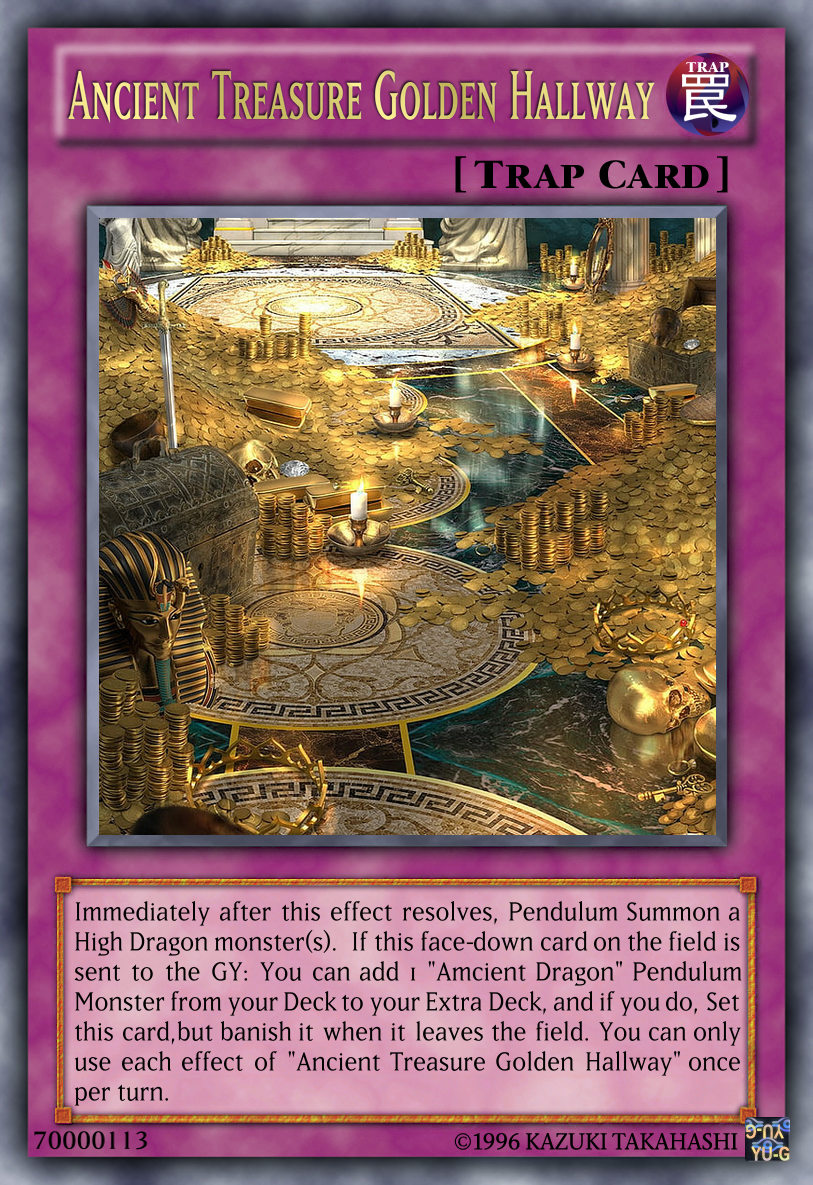 ANCIENT TREASURE GOLDEN HALLWAY
TRAP
罠
[TRAP CARD]
Immediately after this effect resolves, Pendulum Summon a
High Dragon monster(s). If this face-down card on the field is
sent to the GY: You can add 1 "Amcient Dragon" Pendulum
Monster from your Deck to your Extra Deck, and if you do, Set
this card,but banish it when it leaves the field. You can only
use each effect of "Ancient Treasure Golden Hallway" once
per turn.
70000113
©1996 KAZUKI TAKAHASHI
YU-G
YU-G